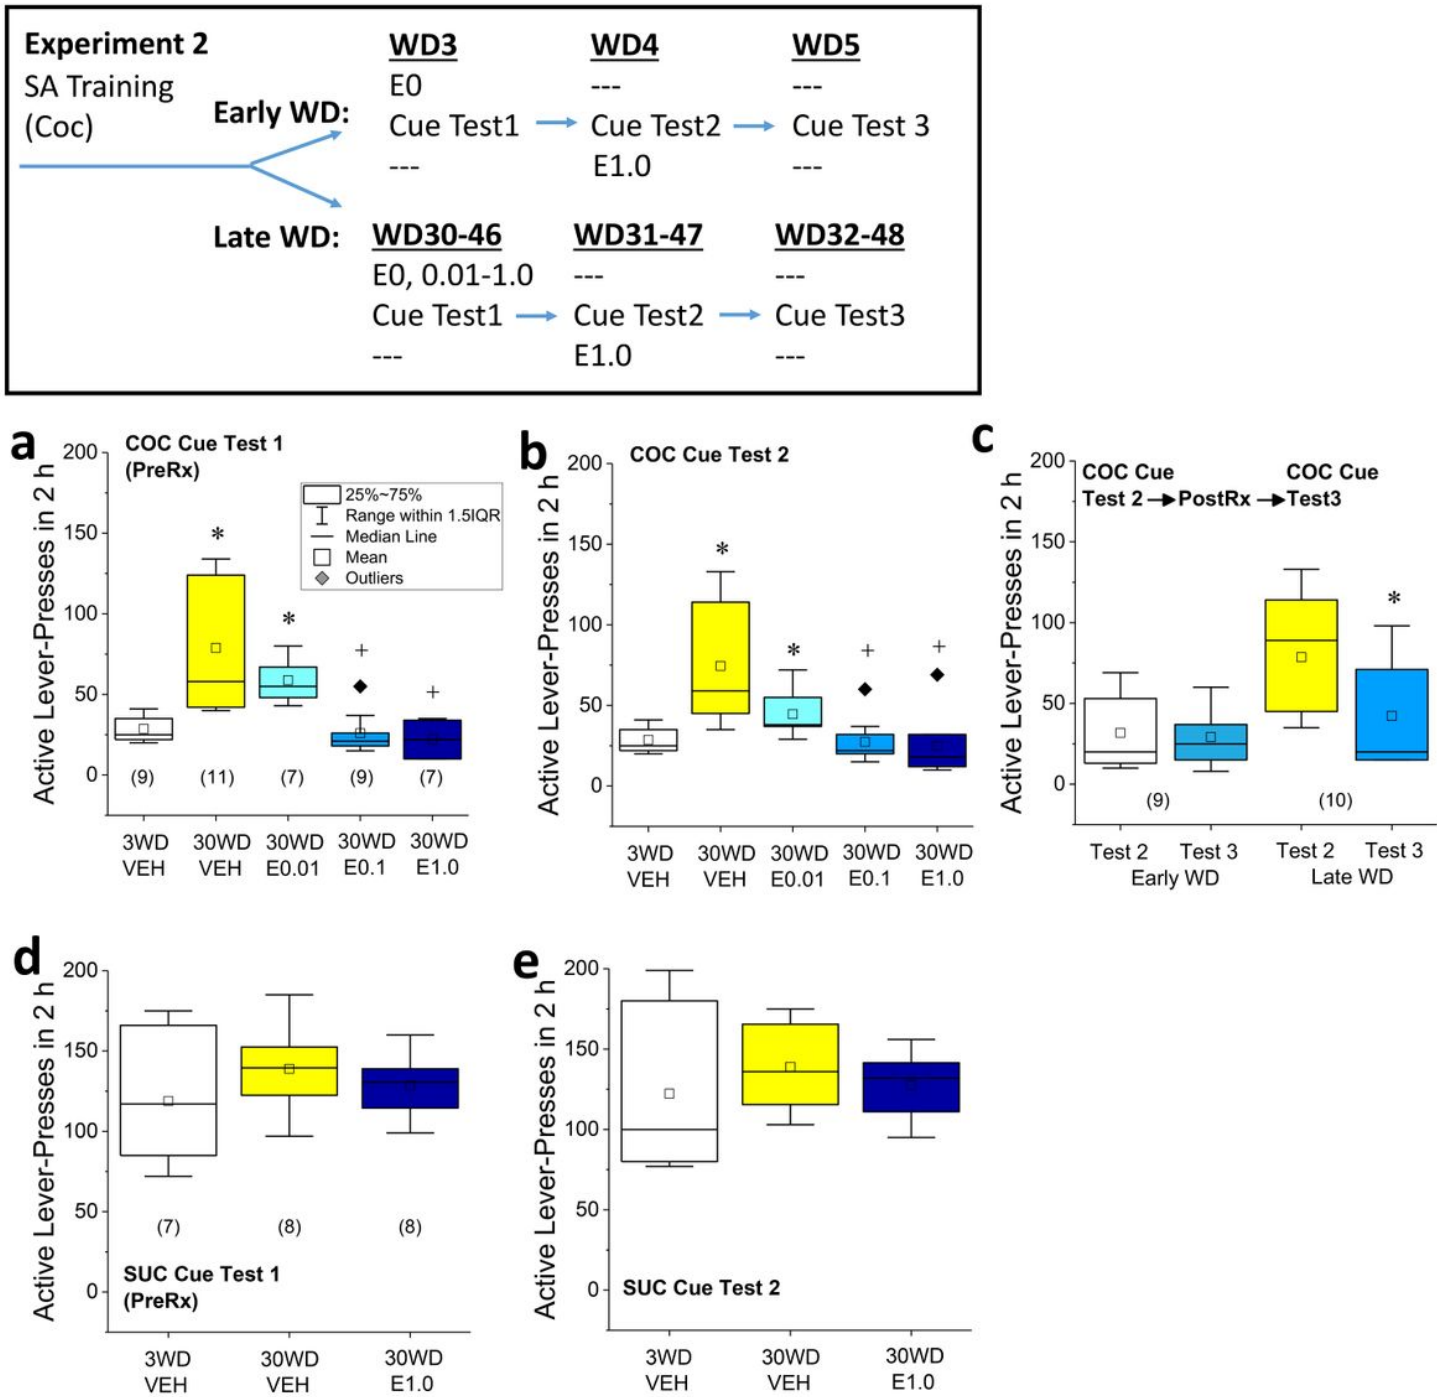 Experiment 2
SA Training
(Coc)
Early WD:
WD3 WD4 WD5
E0 --- ---
Cue Test1 Cue Test2 Cue Test 3
--- E1.0 ---
Late WD:
WD30-46 WD31-47 WD32-48
E0, 0.01-1.0 --- ---
Cue Test1 Cue Test2 Cue Test3
--- E1.0 ---
a
COC Cue Test 1
(PreRx)
Active Lever-Presses in 2 h
200
150
100
50
0
25%~75%
Range within 1.5IQR
Median Line
Mean
Outliers
*
*
+
+
(9) (11) (7) (9) (7)
3WD 30WD 30WD 30WD 30WD
VEH VEH E0.01 E0.1 E1.0
b
COC Cue Test 2
Active Lever-Presses in 2 h
200
150
100
50
0
*
*
+
+
3WD 30WD 30WD 30WD 30WD
VEH VEH E0.01 E0.1 E1.0
c
COC Cue COC Cue
Test 2 PostRx Test3
Active Lever-Presses in 2 h
200
150
100
50
0
*
(9) (10)
Test 2 Test 3 Test 2 Test 3
Early WD Late WD
d
Active Lever-Presses in 2 h
200
150
100
50
0
(7) (8) (8)
SUC Cue Test 1
(PreRx)
3WD 30WD 30WD
VEH VEH E1.0
e
Active Lever-Presses in 2 h
200
150
100
50
0
SUC Cue Test 2
3WD 30WD 30WD
VEH VEH E1.0